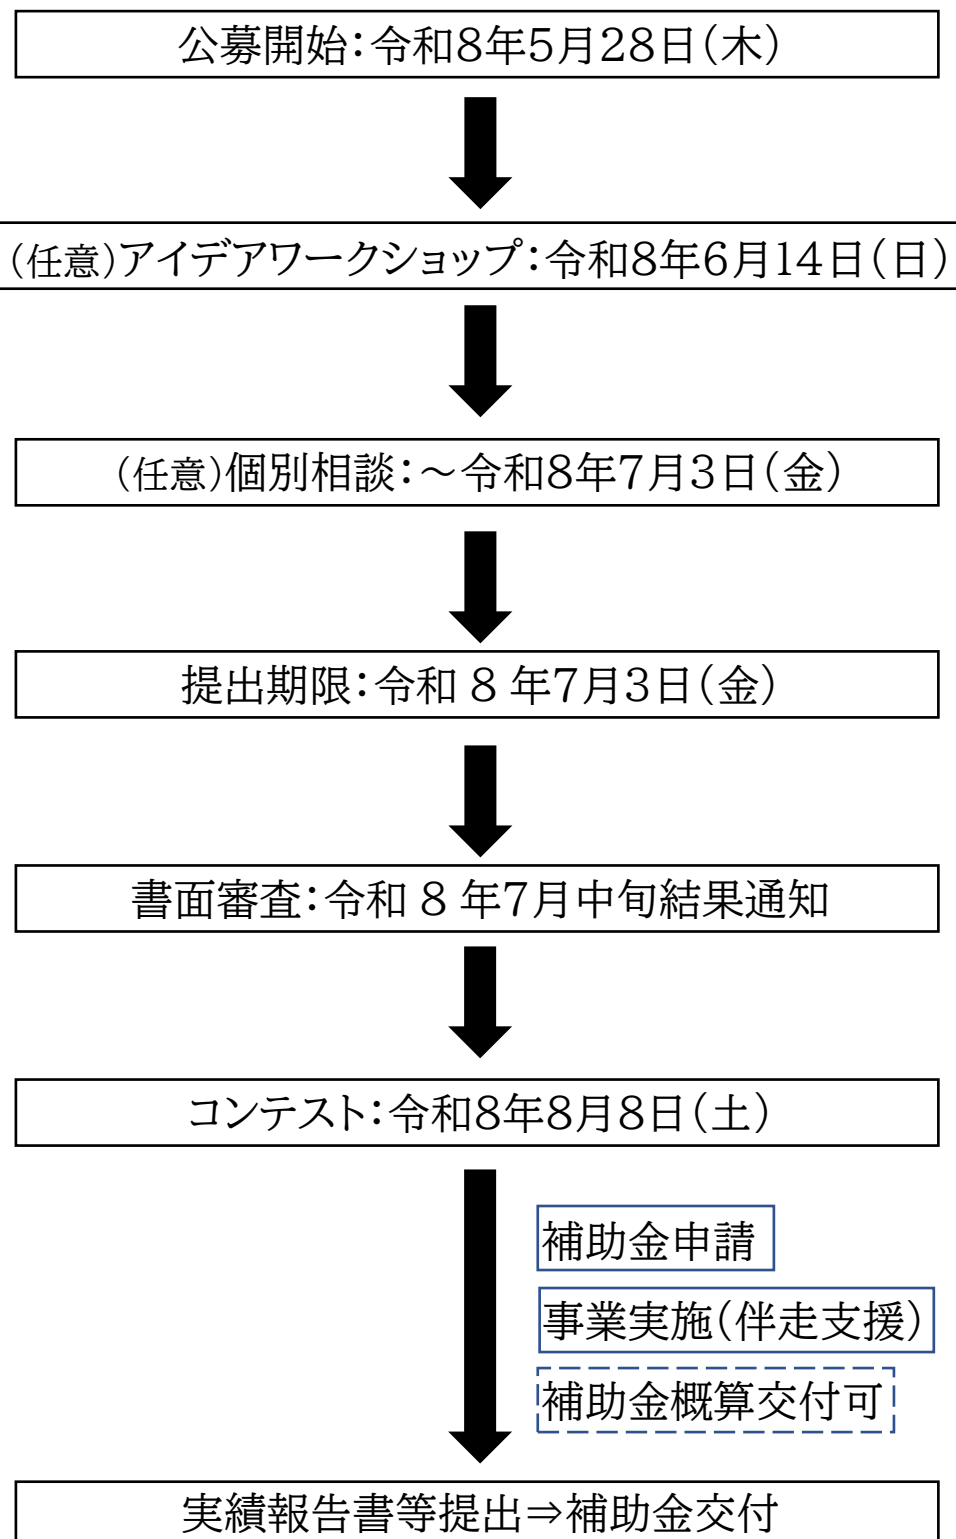 公募開始：令和8年5月28日（木）
（任意）アイデアワークショップ：令和8年6月14日（日）
（任意）個別相談：～令和8年7月3日（金）
提出期限：令和 8 年7月3日（金）
書面審査：令和 8 年7月中旬結果通知
コンテスト：令和8年8月8日（土）
補助金申請
事業実施（伴走支援）
補助金概算交付可
実績報告書等提出⇒補助金交付